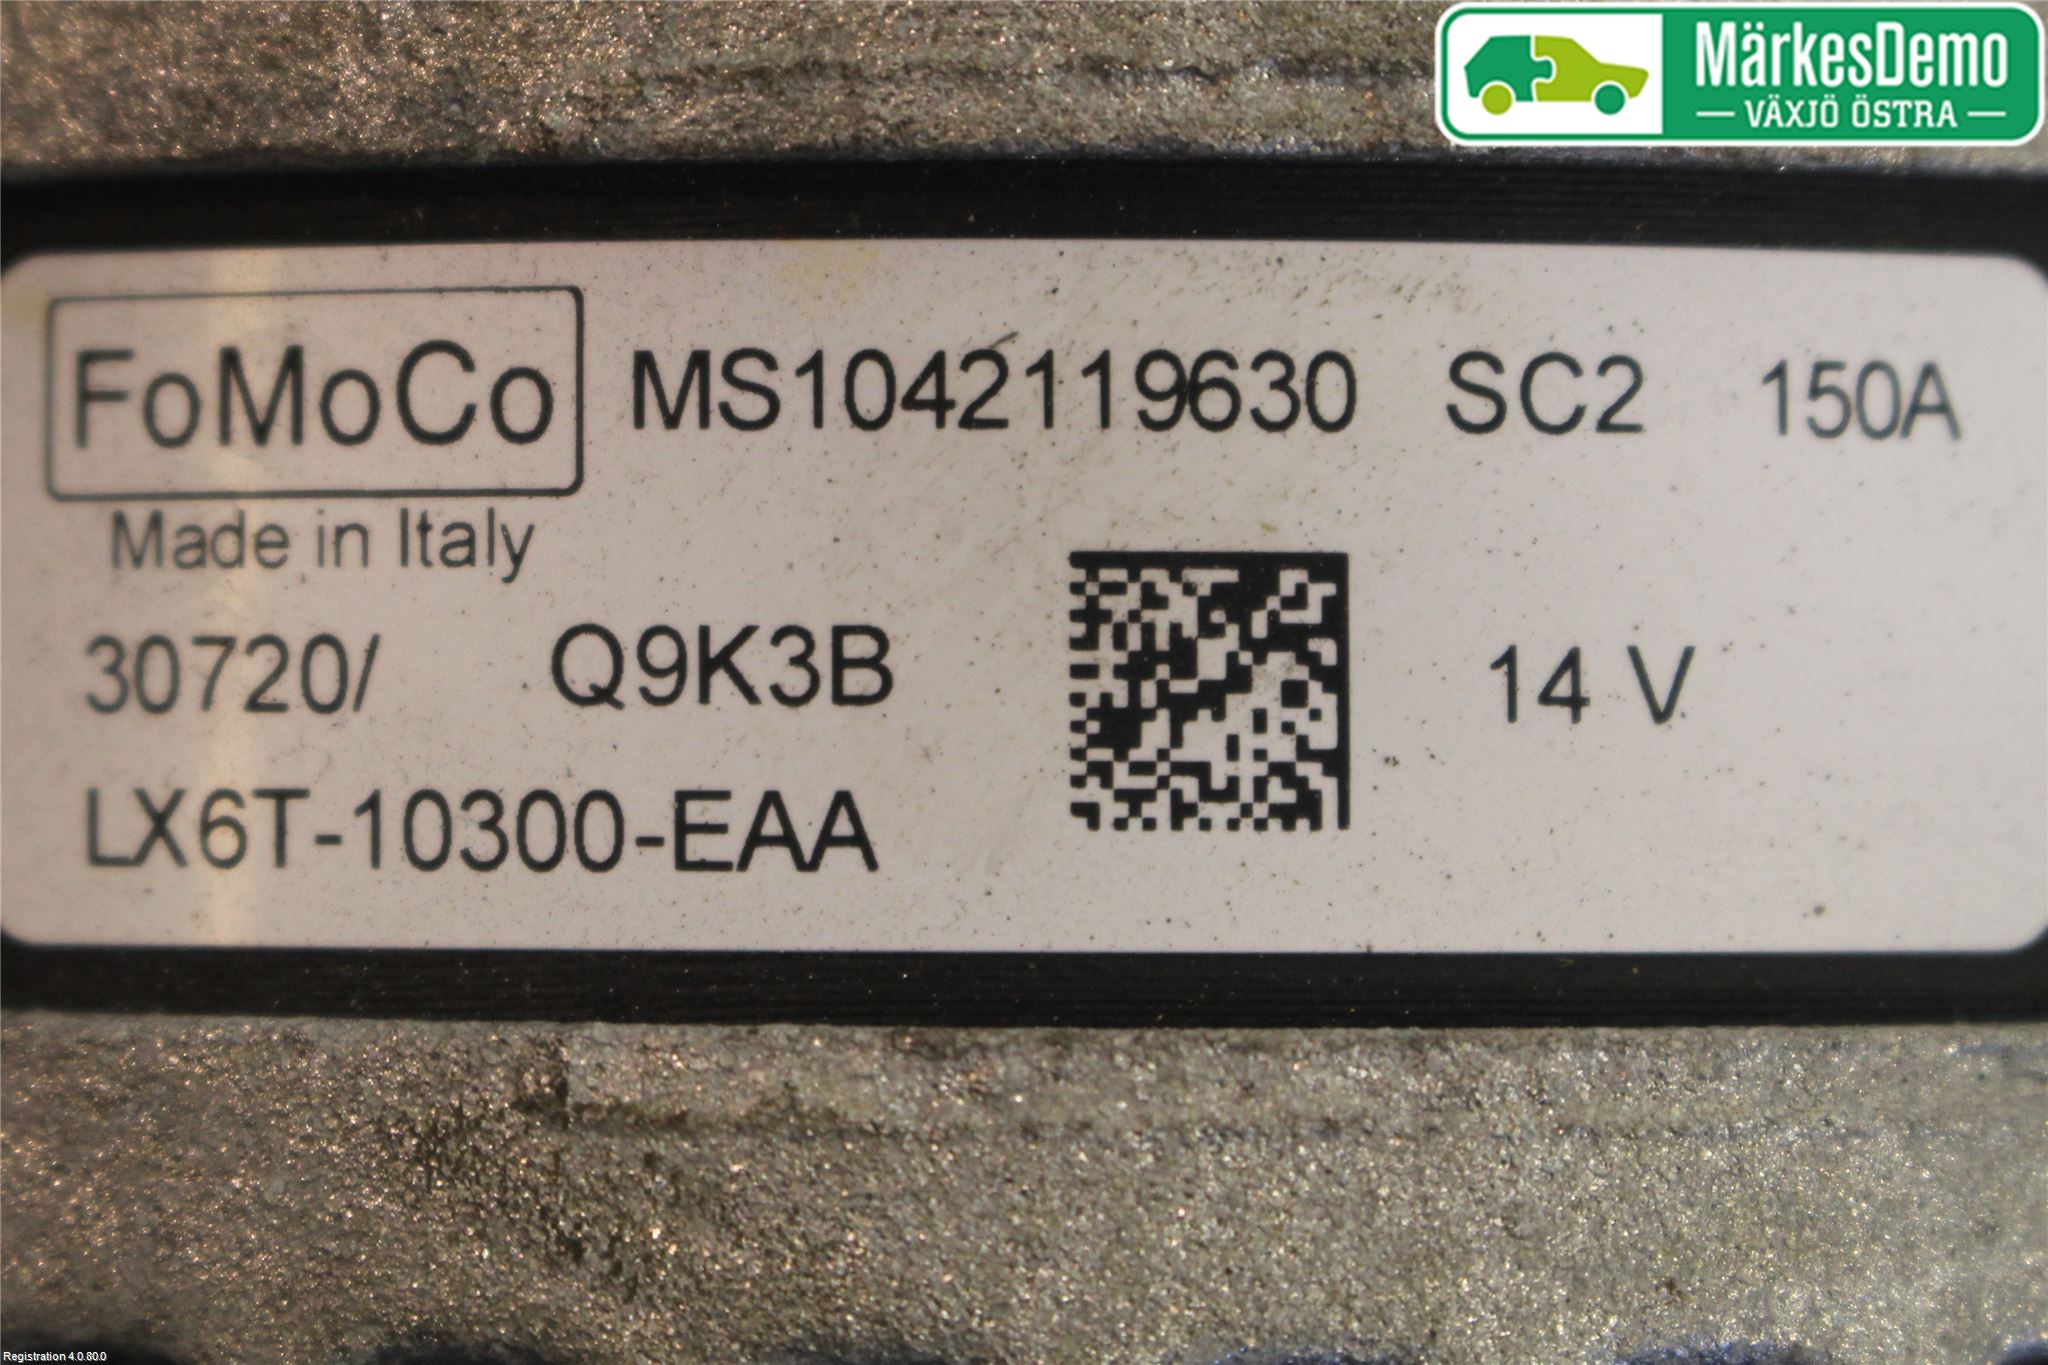 MärkesDemo
VÄXJÖ ÖSTRA
FoMoCo MS1042119630 SC2 150A
Made in Italy
30720/ Q9K3B 14 V
LX6T-10300-EAA
Registration 4.0.80.0